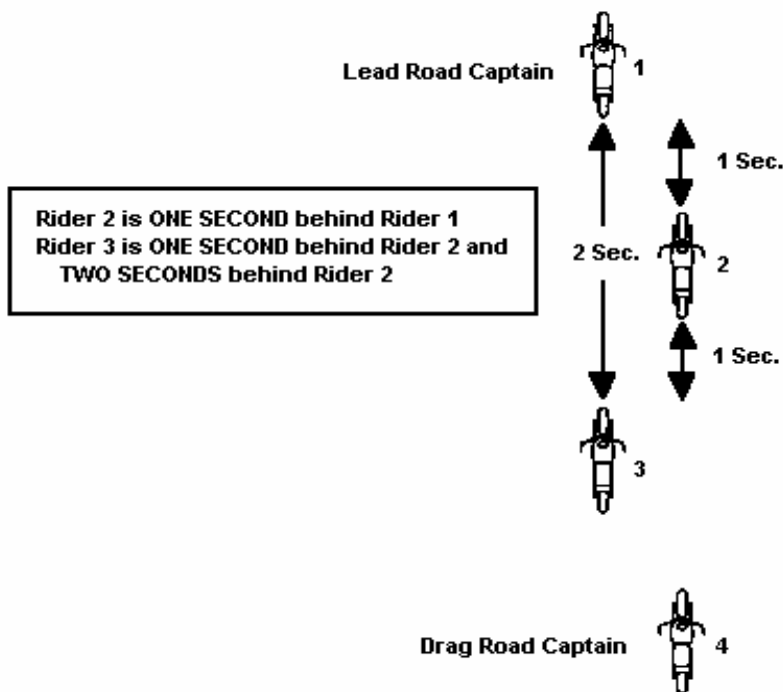 Lead Road Captain
1
1 Sec.
Rider 2 is ONE SECOND behind Rider 1
Rider 3 is ONE SECOND behind Rider 2 and
TWO SECONDS behind Rider 2
2 Sec.
2
1 Sec.
3
Drag Road Captain
4